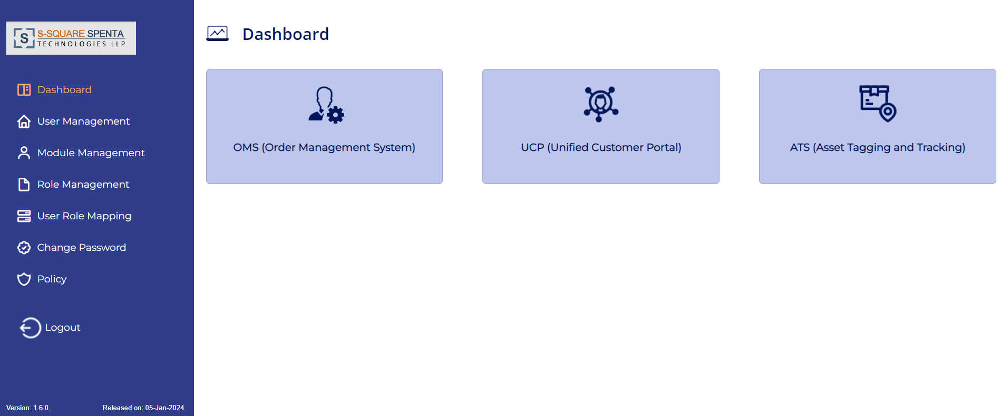 S
S-SQUARE SPENTA
TECHNOLOGIES LLP
Dashboard
User Management
Module Management
Role Management
User Role Mapping
Change Password
Policy
Logout
Version: 1.6.0
Released on: 05-Jan-2024
Dashboard
OMS (Order Management System)
UCP (Unified Customer Portal)
ATS (Asset Tagging and Tracking)